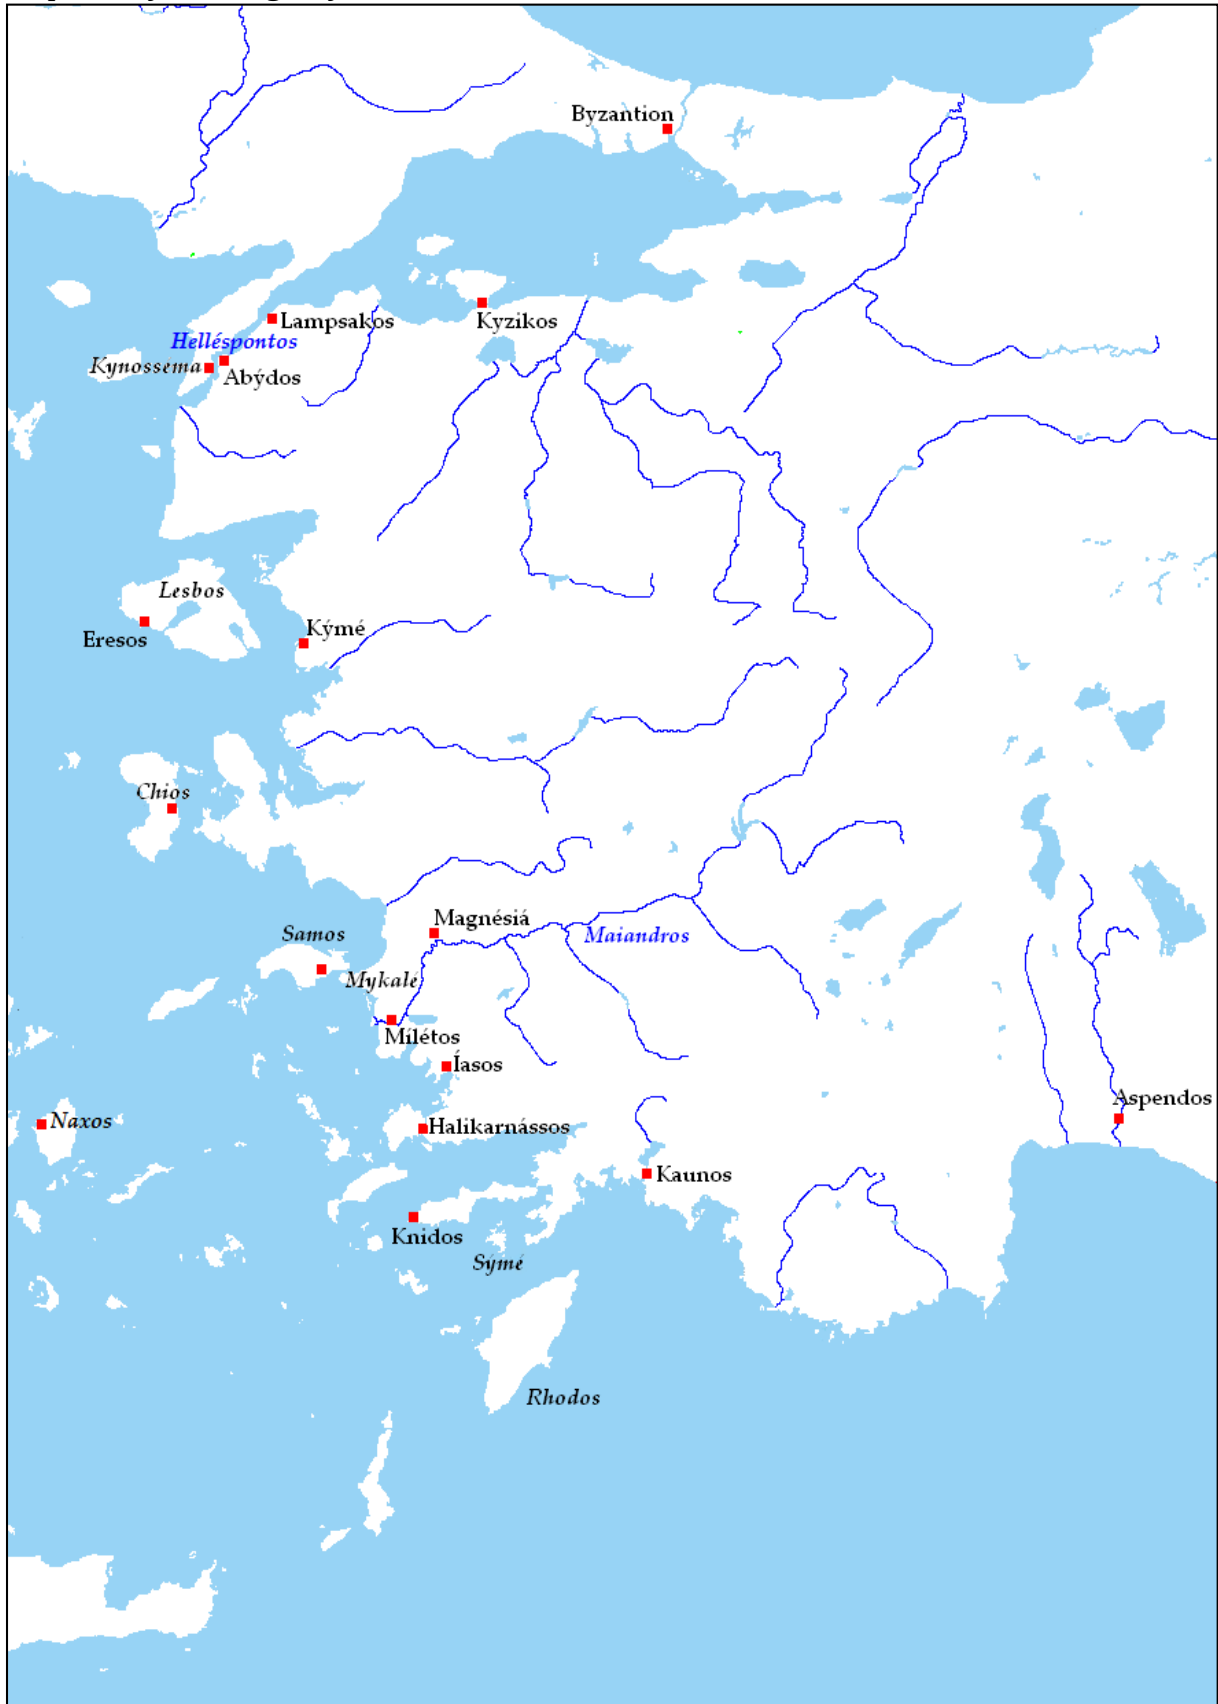 Byzantion
Lampsakos
Kyzikos
Helléspontos
Kynossema
Abýdos
Lesbos
Eresos
Kýmé
Chios
Magnésiá
Samos
Maiandros
Mykalé
Mílétos
Íasos
Aspendos
Naxos
Halikarnássos
Kaunos
Knidos
Sýmé
Rhodos